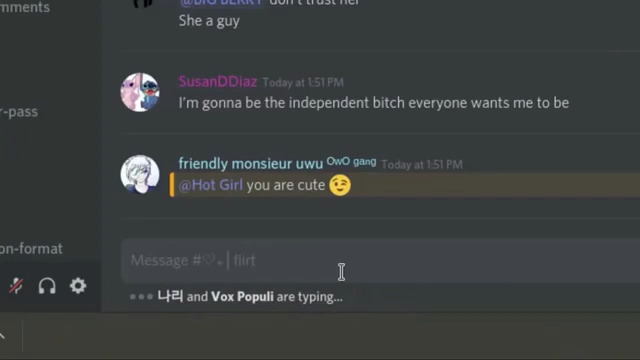 mments
@BIG BERRY don't trust her
She a guy
SusanDDiaz Today at 1:51 PM
I'm gonna be the independent bitch everyone wants me to be
r-pass
friendly monsieur uwu OwO gang Today at 1:51 PM
@Hot Girl you are cute 😉
on-format
Message #♡₊│flirt
나리 and Vox Populi are typing...